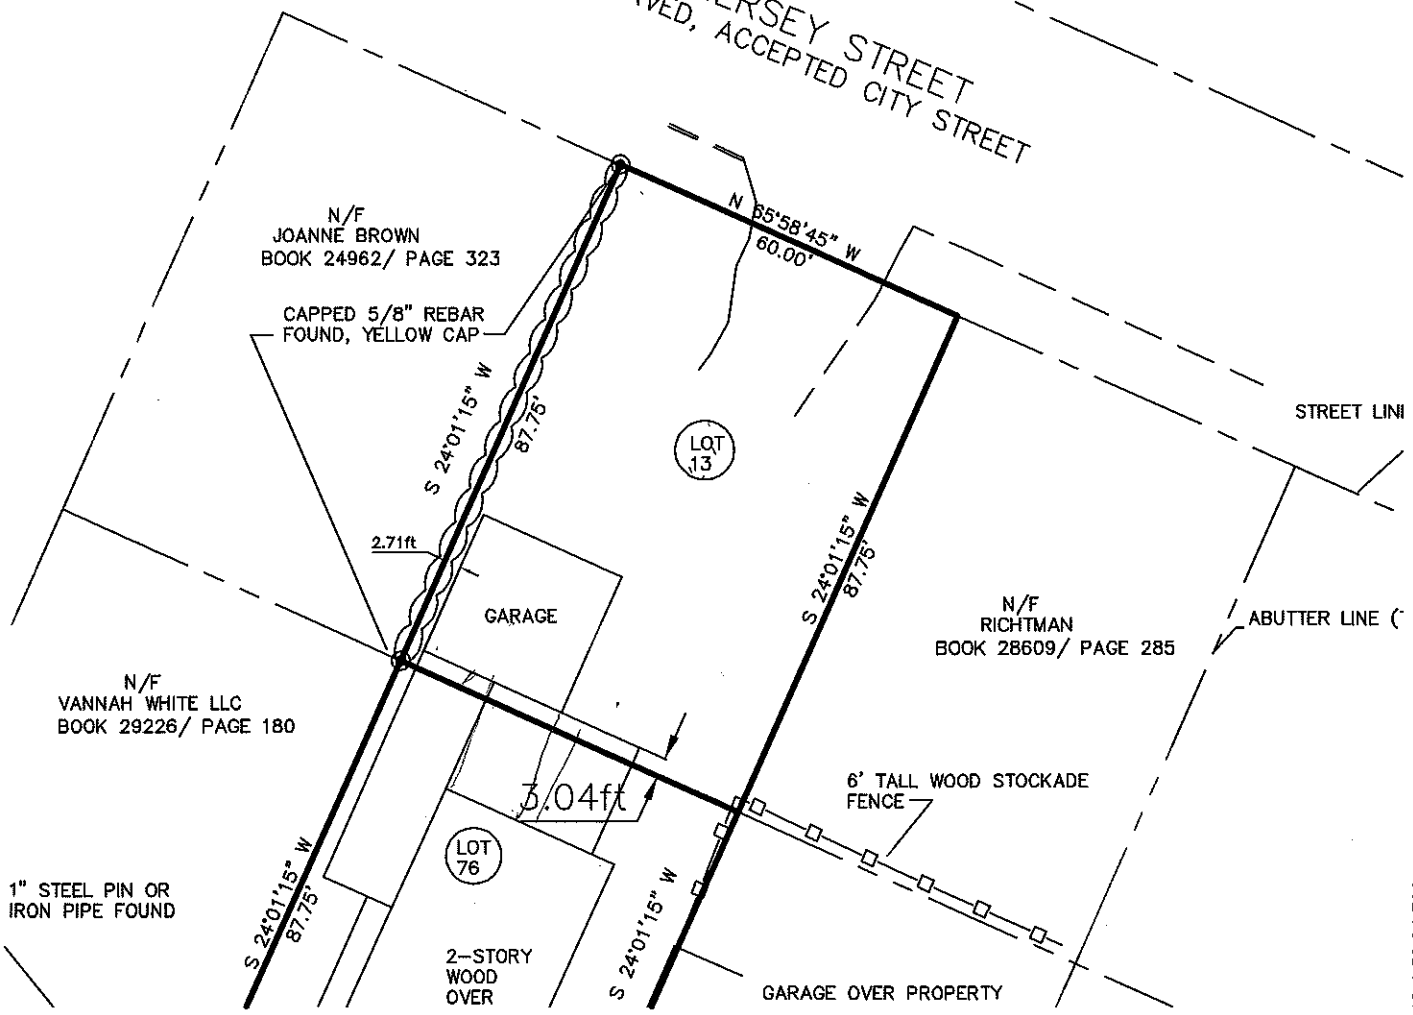 STREET
ACCEPTED CITY STREET
N/F
JOANNE BROWN
BOOK 24962/ PAGE 323
CAPPED 5/8" REBAR
FOUND, YELLOW CAP
N 65°58'45" W
60.00'
S 24°01'15" W
87.75'
STREET
LOT
13
2.71ft
GARAGE
S 24°01'15" W
87.75'
N/F
RICHTMAN
BOOK 28609/ PAGE 285
ABUTTER LINE (
N/F
VANNAH WHITE LLC
BOOK 29226/ PAGE 180
3.04ft
6' TALL WOOD STOCKADE
FENCE
LOT
76
1" STEEL PIN OR
IRON PIPE FOUND
S 24°01'15" W
87.75'
S 24°01'15" W
2-STORY
WOOD
OVER
GARAGE OVER PROPERTY